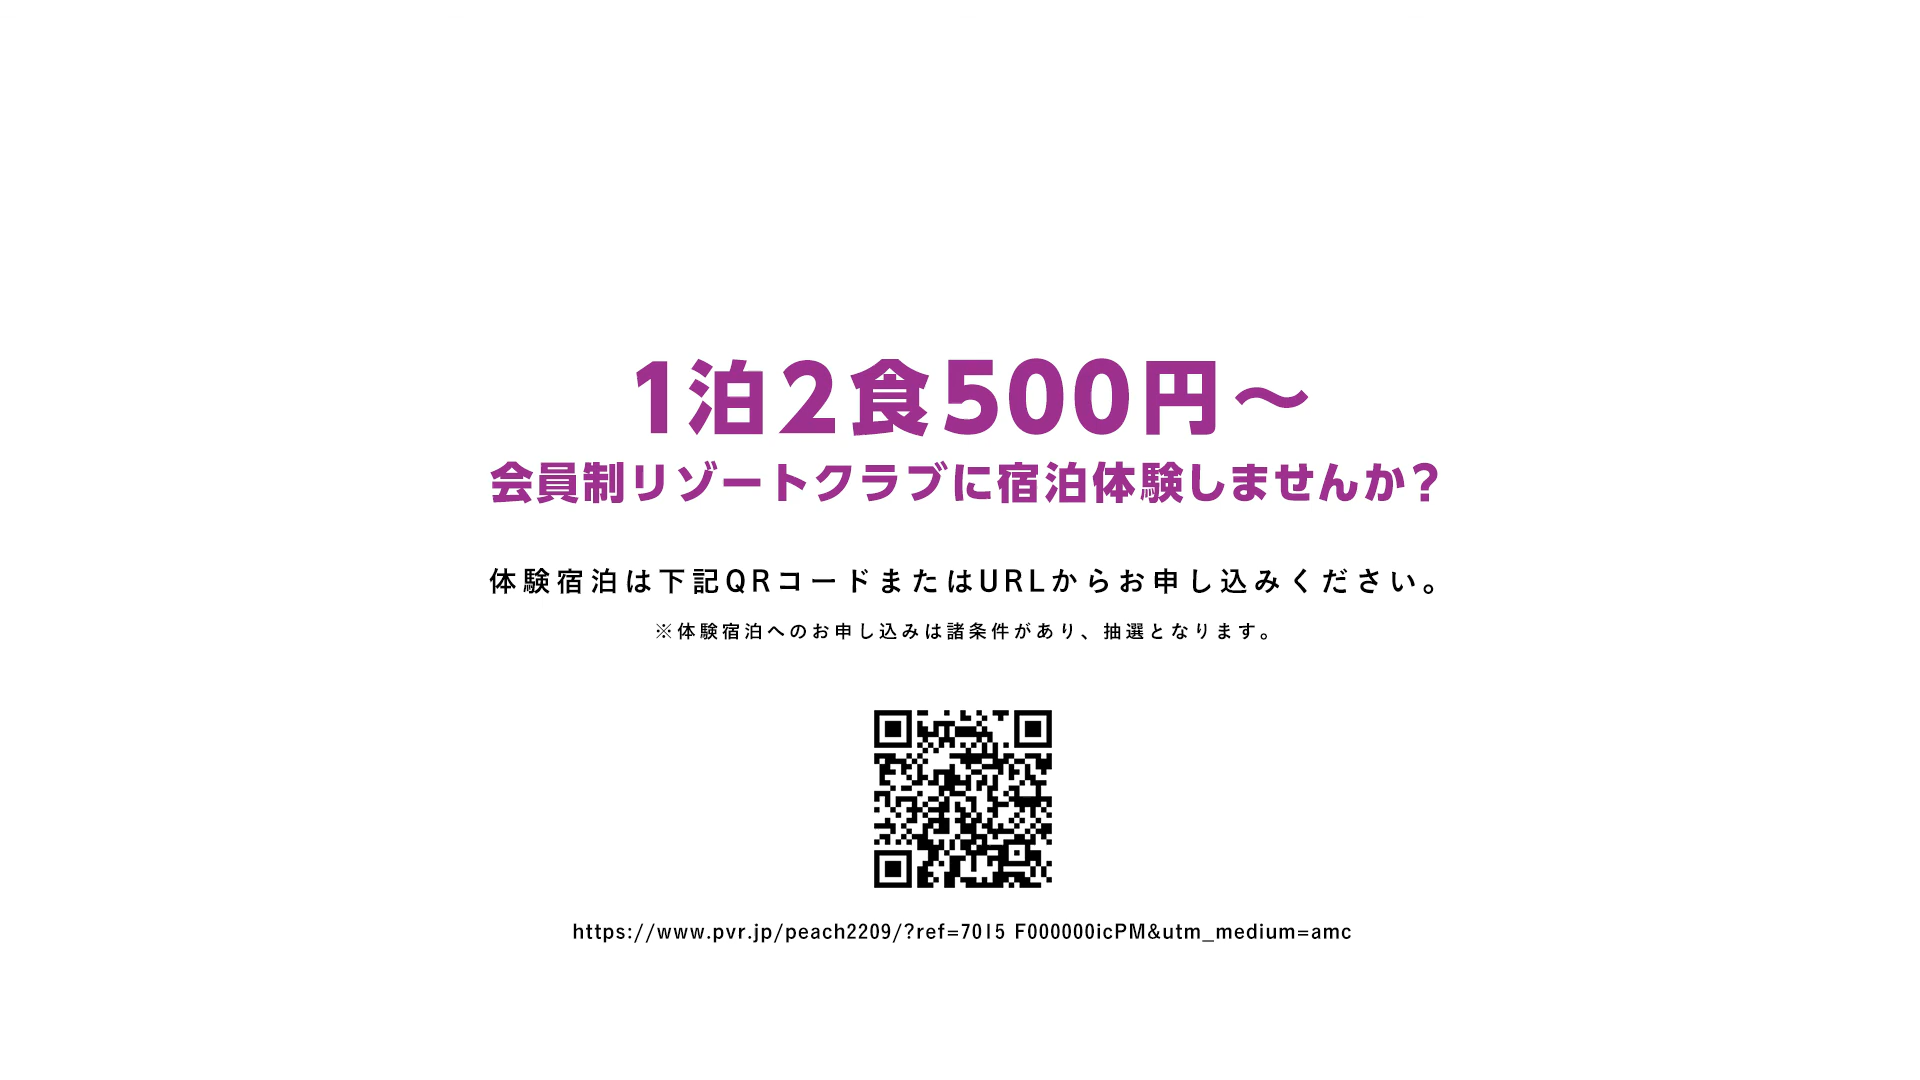 1泊2食500円〜
会員制リゾートクラブに宿泊体験しませんか？
体験宿泊は下記QRコードまたはURLからお申し込みください。
※体験宿泊へのお申し込みは諸条件があり、抽選となります。
https://www.pvr.jp/peach2209/?ref=7015 F000000icPM&utm_medium=amc